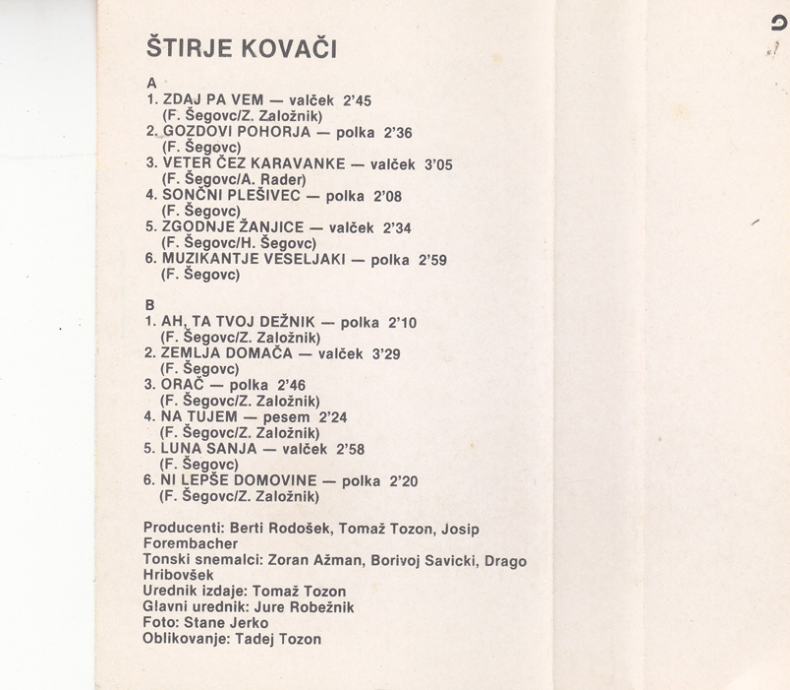 ŠTIRJE KOVAČI
A
1. ZDAJ PA VEM — valček 2'45
(F. Šegovc/Z. Založnik)
2. GOZDOVI POHORJA — polka 2'36
(F. Šegovc)
3. VETER ČEZ KARAVANKE — valček 3'05
(F. Šegovc/A. Rader)
4. SONČNI PLEŠIVEC — polka 2'08
(F. Šegovc)
5. ZGODNJE ŽANJICE — valček 2'34
(F. Šegovc/H. Šegovc)
6. MUZIKANTJE VESELJAKI — polka 2'59
(F. Šegovc)
B
1. AH, TA TVOJ DEŽNIK — polka 2'10
(F. Šegovc/Z. Založnik)
2. ZEMLJA DOMAČA — valček 3'29
(F. Šegovc)
3. ORAČ — polka 2'46
(F. Šegovc/Z. Založnik)
4. NA TUJEM — pesem 2'24
(F. Šegovc/Z. Založnik)
5. LUNA SANJA — valček 2'58
(F. Šegovc)
6. NI LEPŠE DOMOVINE — polka 2'20
(F. Šegovc/Z. Založnik)
Producenti: Berti Rodošek, Tomaž Tozon, Josip
Forembacher
Tonski snemalci: Zoran Ažman, Borivoj Savicki, Drago
Hribovšek
Urednik izdaje: Tomaž Tozon
Glavni urednik: Jure Robežnik
Foto: Stane Jerko
Oblikovanje: Tadej Tozon